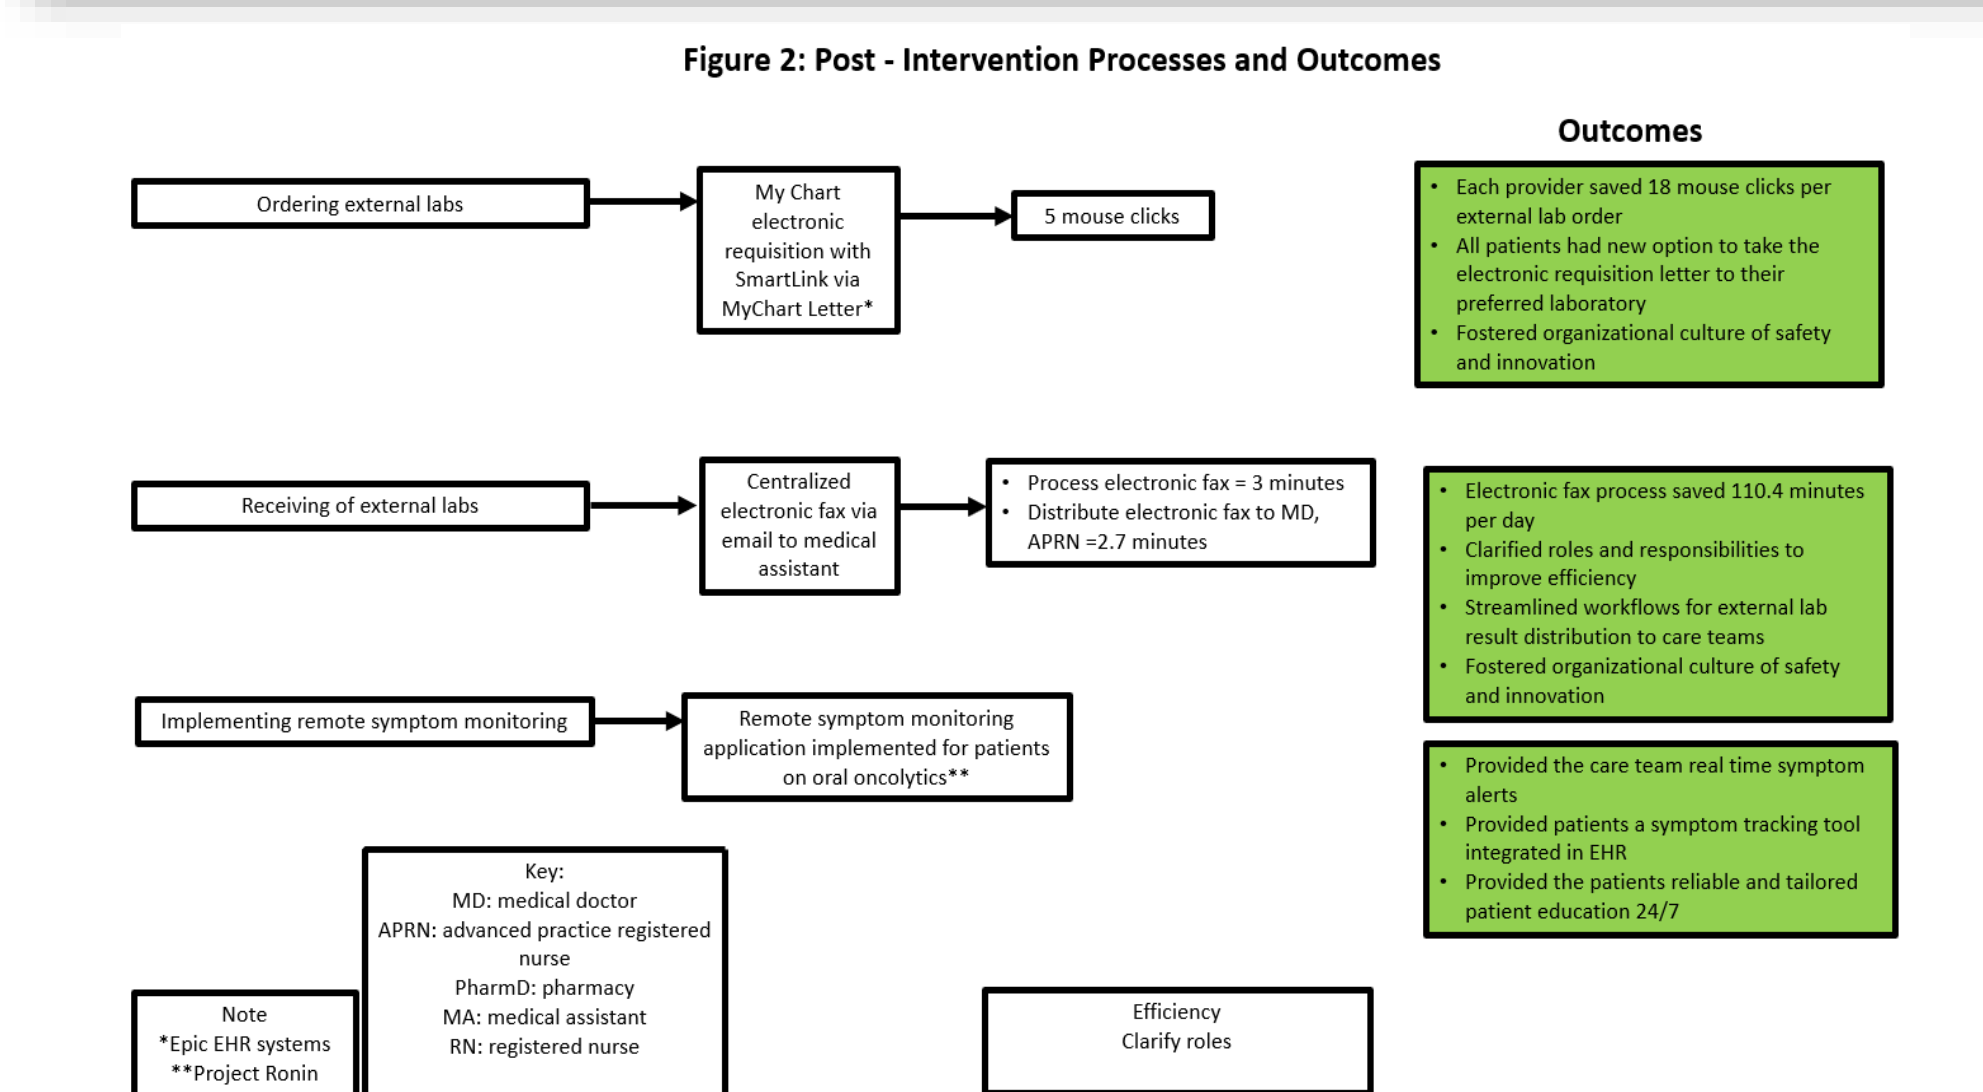 Figure 2: Post - Intervention Processes and Outcomes
Outcomes
Ordering external labs
My Chart
electronic
requisition with
SmartLink via
MyChart Letter*
5 mouse clicks
• Each provider saved 18 mouse clicks per
external lab order
• All patients had new option to take the
electronic requisition letter to their
preferred laboratory
• Fostered organizational culture of safety
and innovation
Receiving of external labs
Centralized
electronic fax via
email to medical
assistant
• Process electronic fax = 3 minutes
• Distribute electronic fax to MD,
APRN =2.7 minutes
• Electronic fax process saved 110.4 minutes
per day
• Clarified roles and responsibilities to
improve efficiency
• Streamlined workflows for external lab
result distribution to care teams
• Fostered organizational culture of safety
and innovation
Implementing remote symptom monitoring
Remote symptom monitoring
application implemented for patients
on oral oncolytics**
• Provided the care team real time symptom
alerts
• Provided patients a symptom tracking tool
integrated in EHR
• Provided the patients reliable and tailored
patient education 24/7
Key:
MD: medical doctor
APRN: advanced practice registered
nurse
PharmD: pharmacy
MA: medical assistant
RN: registered nurse
Note
*Epic EHR systems
**Project Ronin
Efficiency
Clarify roles